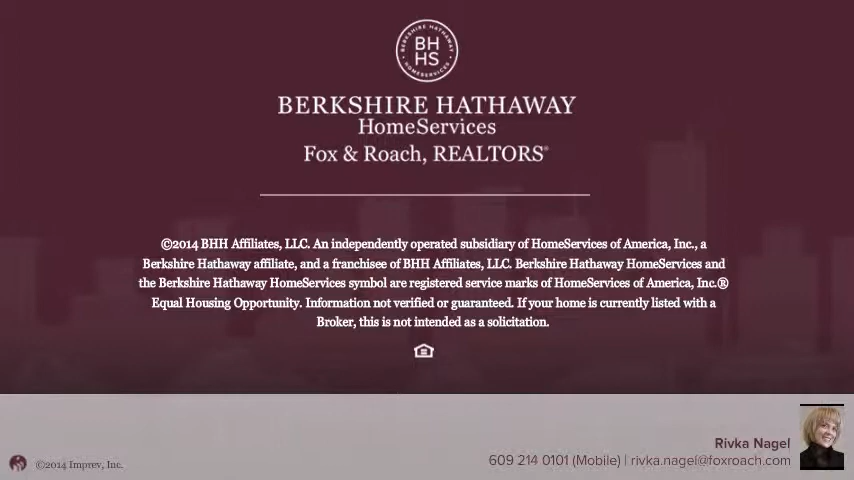 BERKSHIRE HATHAWAY
BH
HS
HOMESERVICES
BERKSHIRE HATHAWAY
HomeServices
Fox & Roach, REALTORS®
©2014 BHH Affiliates, LLC. An independently operated subsidiary of HomeServices of America, Inc., a
Berkshire Hathaway affiliate, and a franchisee of BHH Affiliates, LLC. Berkshire Hathaway HomeServices and
the Berkshire Hathaway HomeServices symbol are registered service marks of HomeServices of America, Inc.®
Equal Housing Opportunity. Information not verified or guaranteed. If your home is currently listed with a
Broker, this is not intended as a solicitation.
Rivka Nagel
609 214 0101 (Mobile) | rivka.nagel@foxroach.com
©2014 Imprev, Inc.